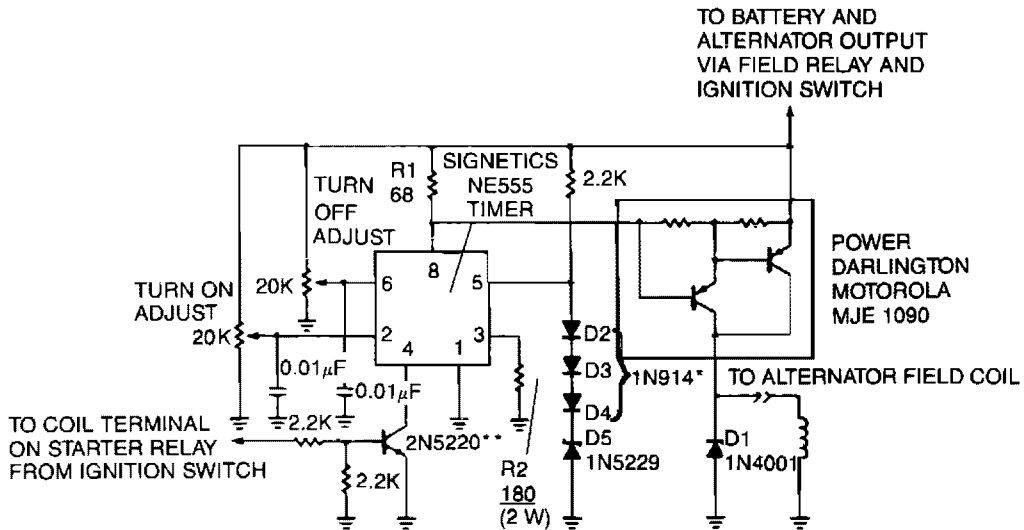 TO BATTERY AND
ALTERNATOR OUTPUT
VIA FIELD RELAY AND
IGNITION SWITCH
R1
68
SIGNETICS
NE555
TIMER
2.2K
TURN
OFF
ADJUST
POWER
DARLINGTON
MOTOROLA
MJE 1090
8
6
5
20K
TURN ON
ADJUST
20K
2
3
4
1
D2
D3
1N914*
D4
D5
1N5229
0.01µF
0.01µF
TO ALTERNATOR FIELD COIL
D1
1N4001
TO COIL TERMINAL
ON STARTER RELAY
FROM IGNITION SWITCH
2.2K
2N5220**
2.2K
R2
180
(2 W)